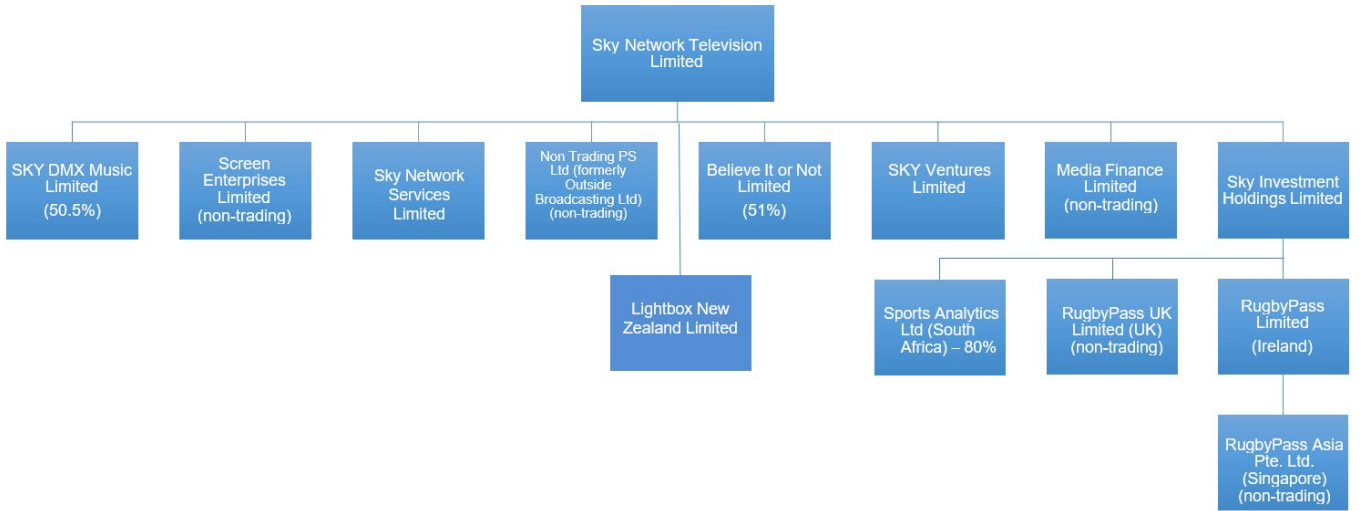 Sky Network Television
Limited
SKY DMX Music
Limited
(50.5%)
Screen
Enterprises
Limited
(non-trading)
Sky Network
Services
Limited
Non Trading PS
Ltd (formerly
Outside
Broadcasting Ltd)
(non-trading)
Believe It or Not
Limited
(51%)
SKY Ventures
Limited
Media Finance
Limited
(non-trading)
Sky Investment
Holdings Limited
Lightbox New
Zealand Limited
Sports Analytics
Ltd (South
Africa) – 80%
RugbyPass UK
Limited (UK)
(non-trading)
RugbyPass
Limited
(Ireland)
RugbyPass Asia
Pte. Ltd.
(Singapore)
(non-trading)